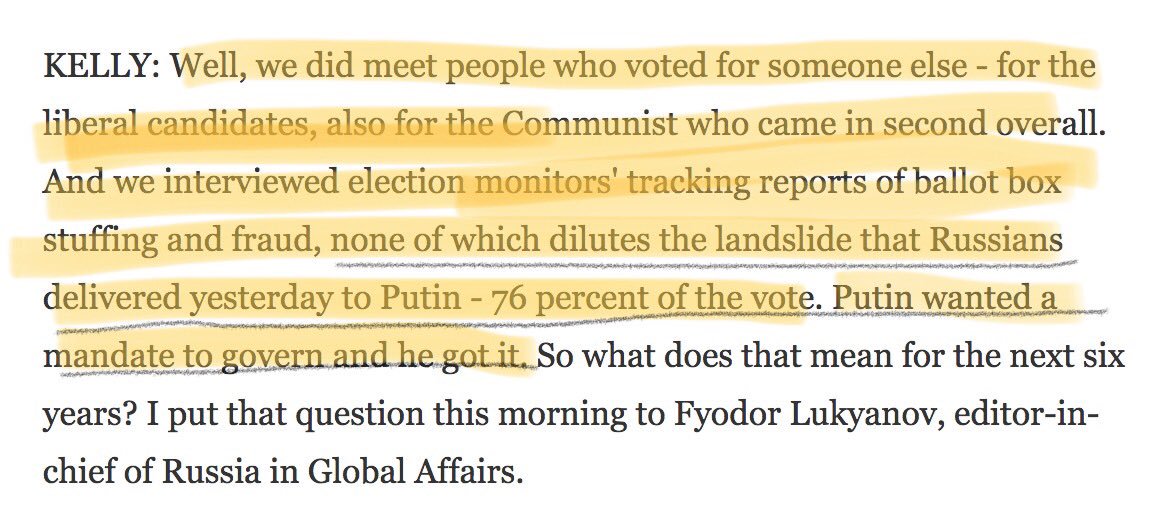 KELLY: Well, we did meet people who voted for someone else - for the
liberal candidates, also for the Communist who came in second overall.
And we interviewed election monitors' tracking reports of ballot box
stuffing and fraud, none of which dilutes the landslide that Russians
delivered yesterday to Putin - 76 percent of the vote. Putin wanted a
mandate to govern and he got it. So what does that mean for the next six
years? I put that question this morning to Fyodor Lukyanov, editor-in-
chief of Russia in Global Affairs.